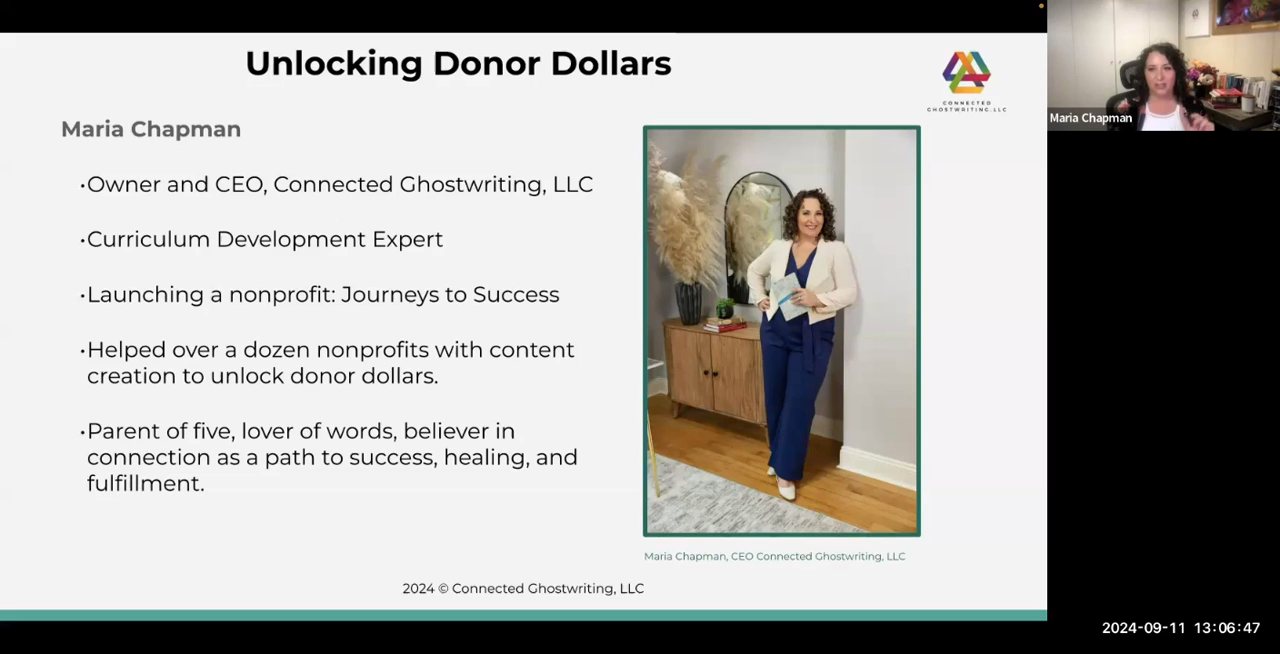 Unlocking Donor Dollars
CONNECTED
GHOSTWRITING, LLC
Maria Chapman
•Owner and CEO, Connected Ghostwriting, LLC
•Curriculum Development Expert
•Launching a nonprofit: Journeys to Success
•Helped over a dozen nonprofits with content
creation to unlock donor dollars.
•Parent of five, lover of words, believer in
connection as a path to success, healing, and
fulfillment.
Maria Chapman, CEO Connected Ghostwriting, LLC
2024 © Connected Ghostwriting, LLC
Maria Chapman
2024-09-11 13:06:47